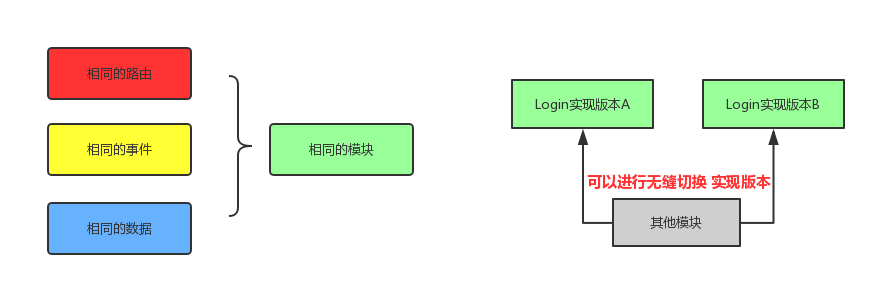 相同的路由
相同的事件
相同的模块
相同的数据
Login实现版本A
Login实现版本B
可以进行无缝切换 实现版本
其他模块